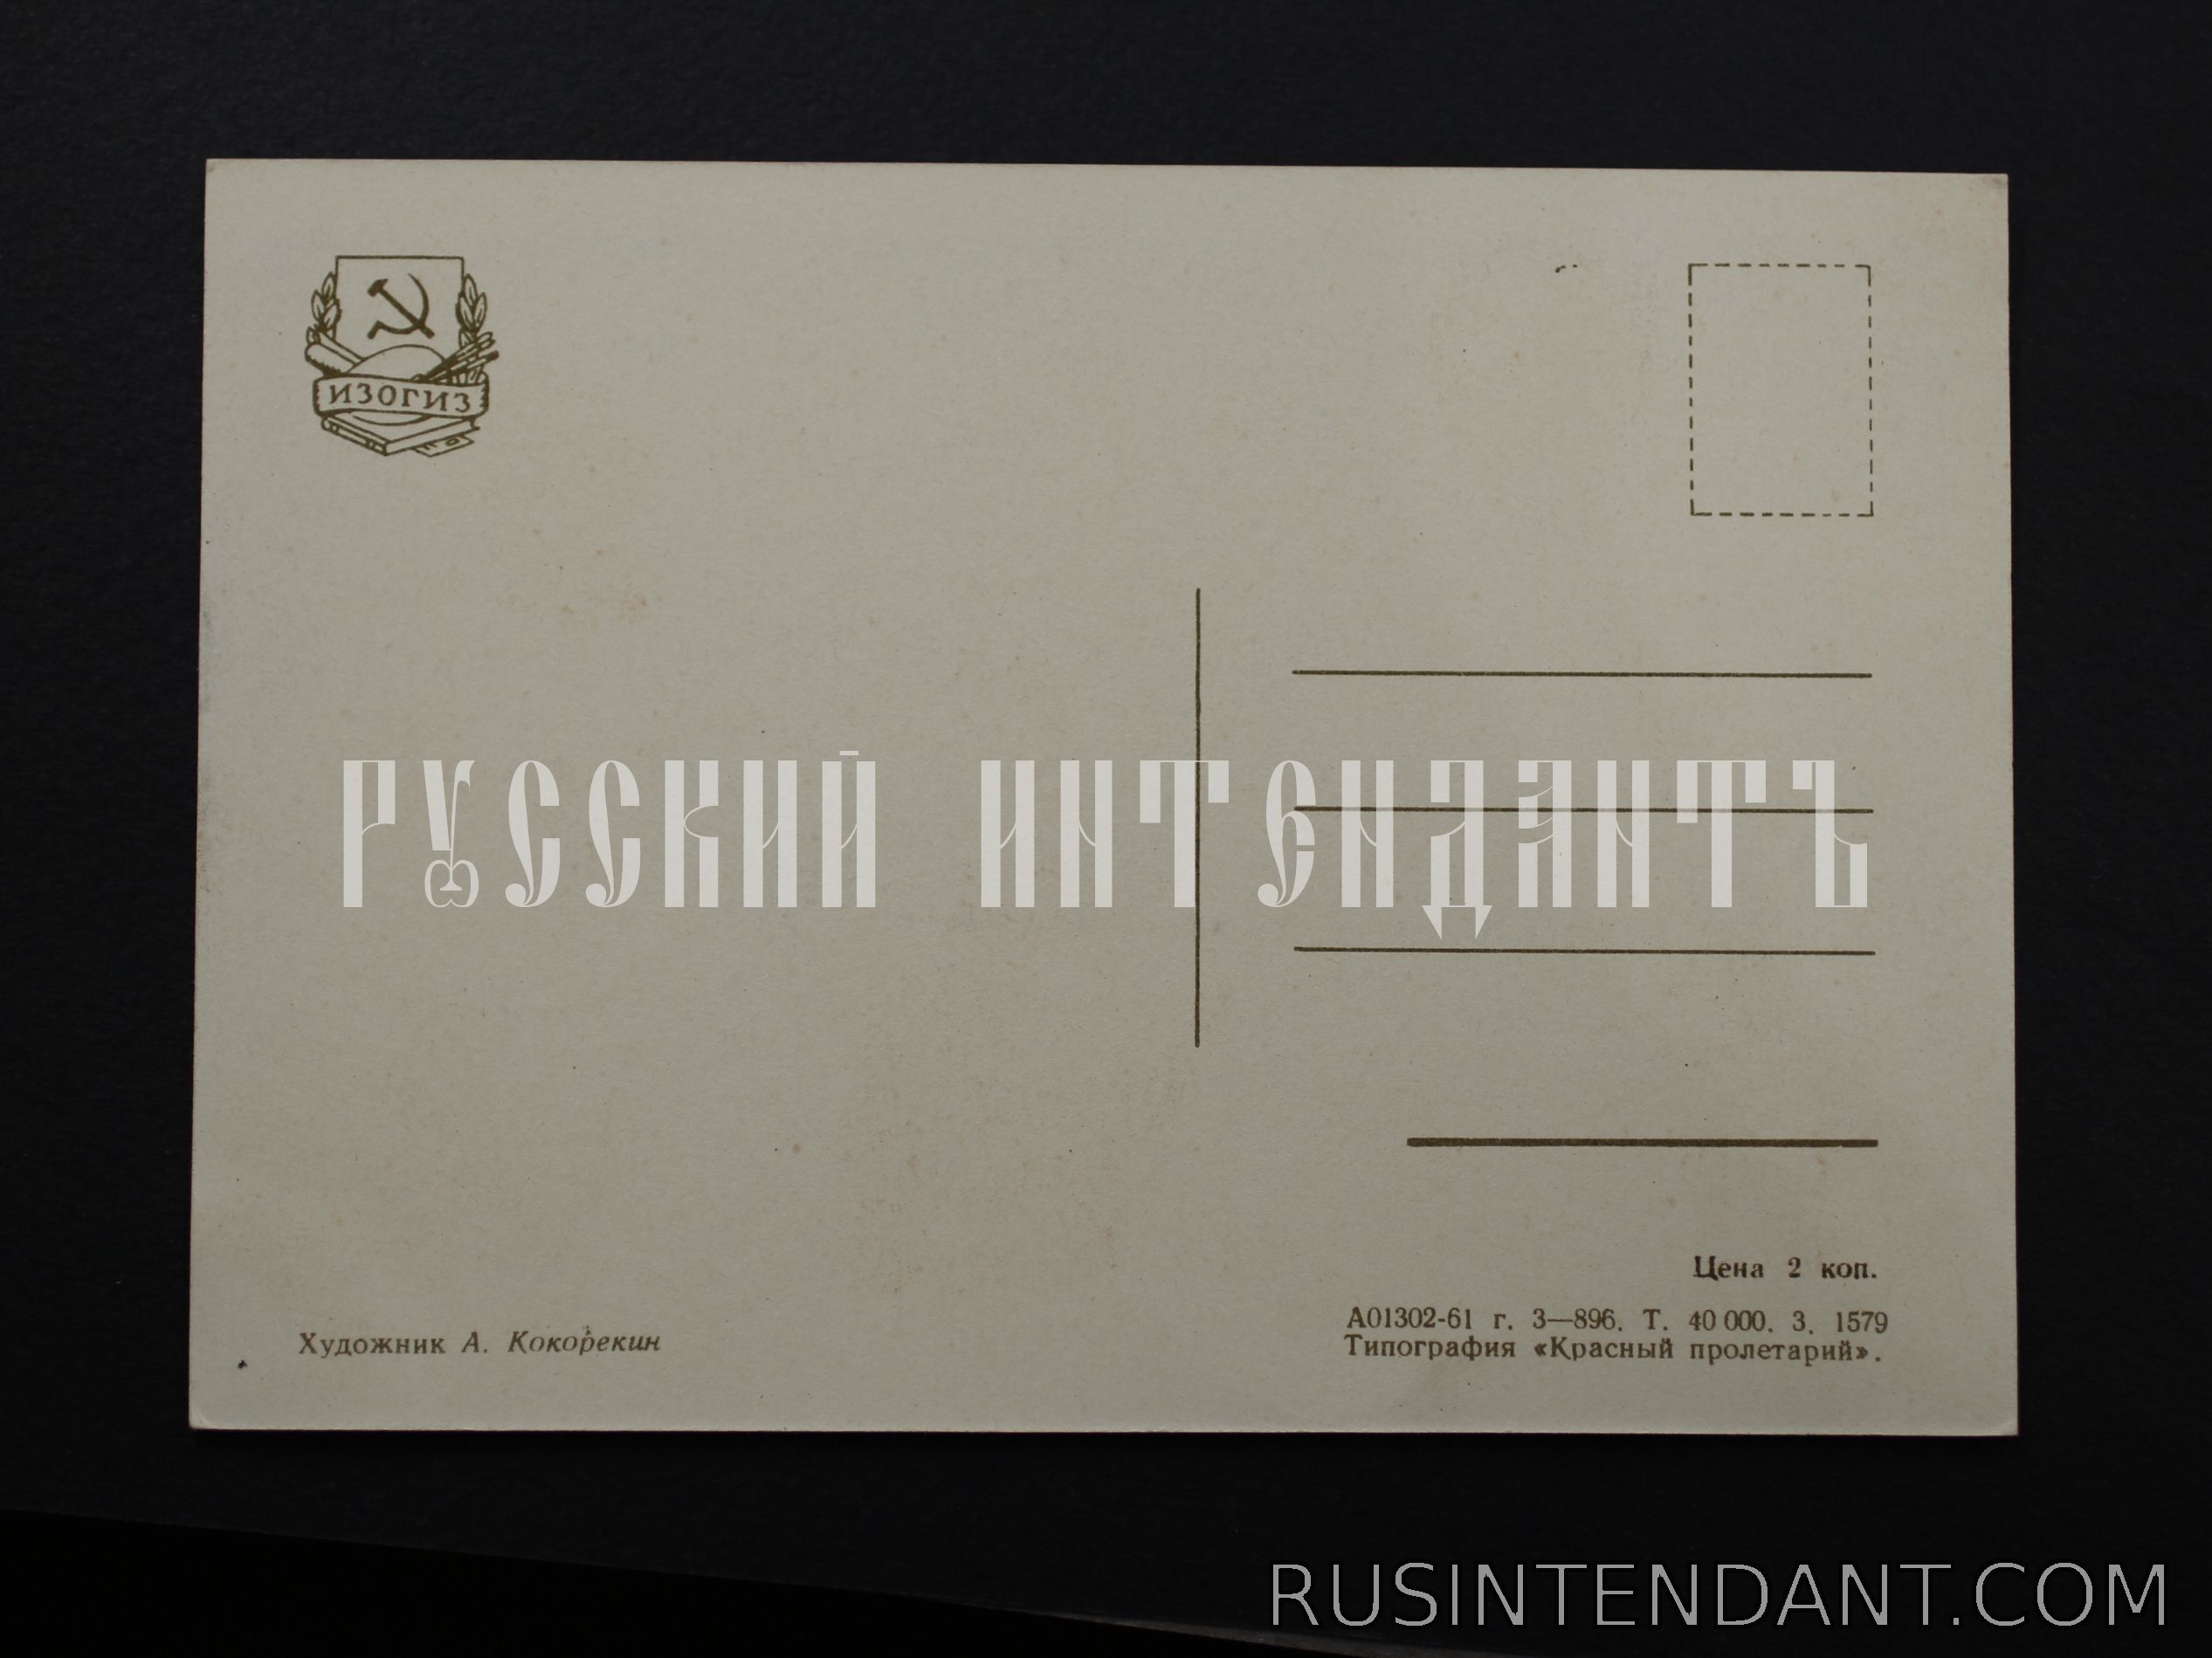 ИЗОГИЗ
РУССКИЙ ИНТЕНДАНТЪ
Цена 2 коп.
Художник А. Кокорекин
А01302-61 г. 3—896. Т. 40 000. З. 1579
Типография «Красный пролетарий».
RUSINTENDANT.COM